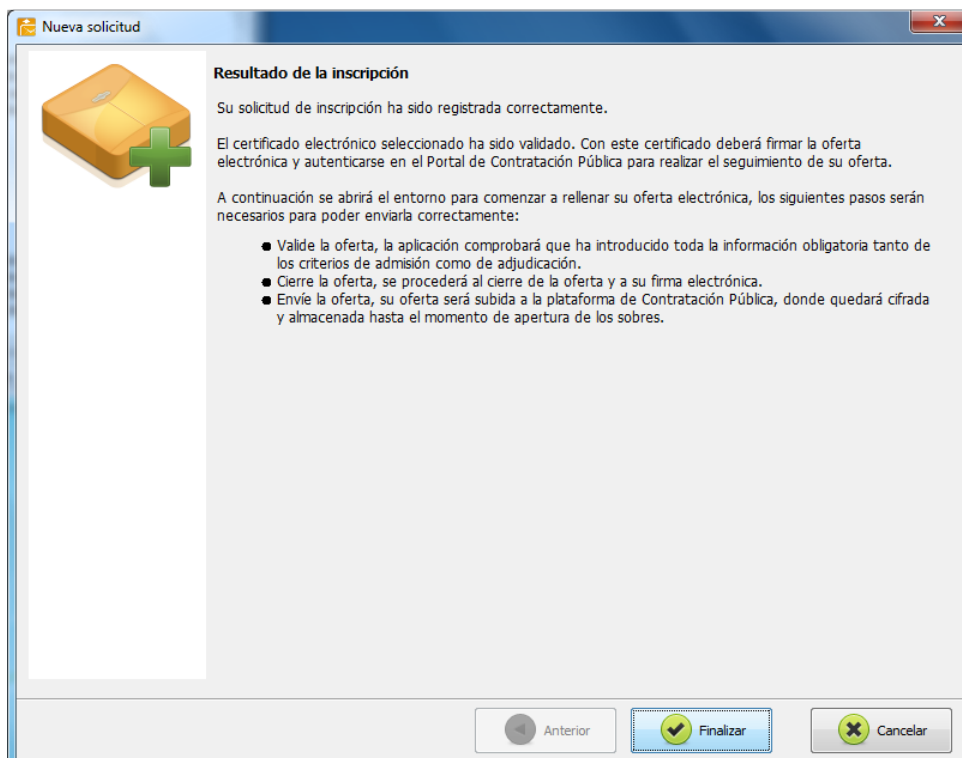 Nueva solicitud
Resultado de la inscripción
Su solicitud de inscripción ha sido registrada correctamente.
El certificado electrónico seleccionado ha sido validado. Con este certificado deberá firmar la oferta
electrónica y autenticarse en el Portal de Contratación Pública para realizar el seguimiento de su oferta.
A continuación se abrirá el entorno para comenzar a rellenar su oferta electrónica, los siguientes pasos serán
necesarios para poder enviarla correctamente:
● Valide la oferta, la aplicación comprobará que ha introducido toda la información obligatoria tanto de
los criterios de admisión como de adjudicación.
● Cierre la oferta, se procederá al cierre de la oferta y a su firma electrónica.
● Envíe la oferta, su oferta será subida a la plataforma de Contratación Pública, donde quedará cifrada
y almacenada hasta el momento de apertura de los sobres.
Anterior
Finalizar
Cancelar